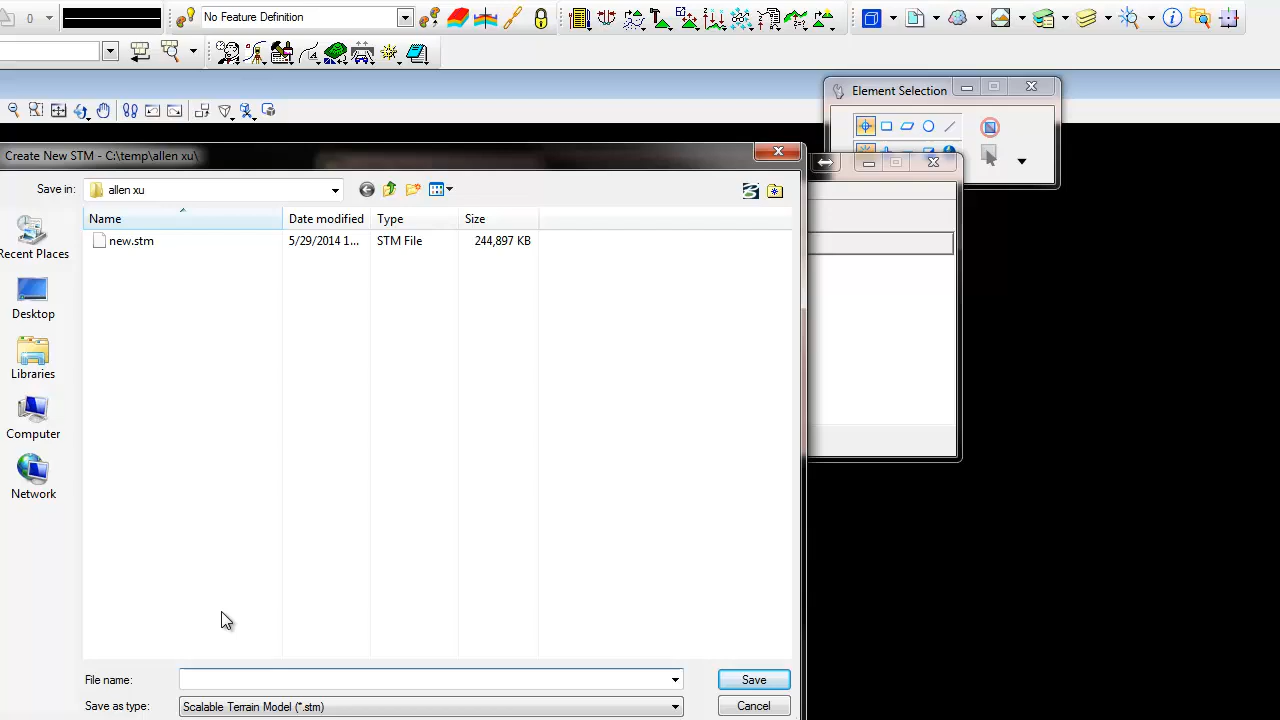 0
No Feature Definition
Element Selection
Create New STM - C:\temp\allen xu\
Save in:
allen xu
Name
Date modified
Type
Size
new.stm
5/29/2014 1...
STM File
244,897 KB
Recent Places
Desktop
Libraries
Computer
Network
File name:
Save
Save as type:
Scalable Terrain Model (*.stm)
Cancel